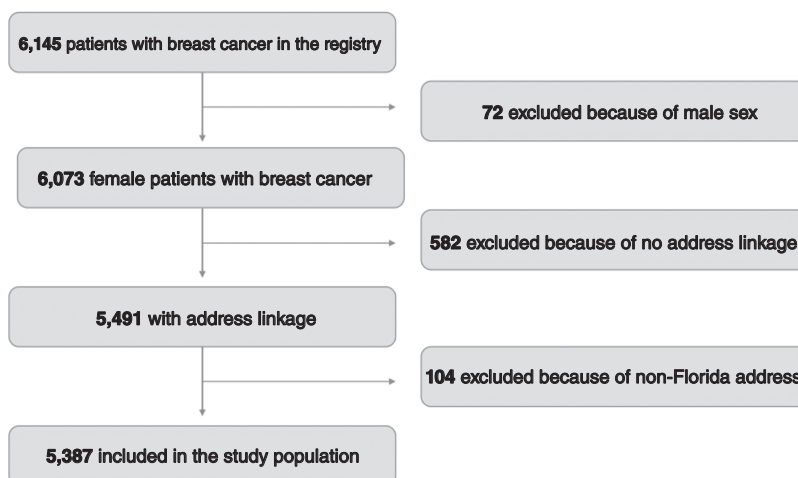 6,145 patients with breast cancer in the registry
72 excluded because of male sex
6,073 female patients with breast cancer
582 excluded because of no address linkage
5,491 with address linkage
104 excluded because of non-Florida address
5,387 included in the study population